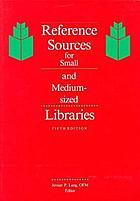 Reference
Sources
for
Small
and
Medium-
sized
Libraries
FIFTH EDITION
Jovian P. Lang, OFM
Editor